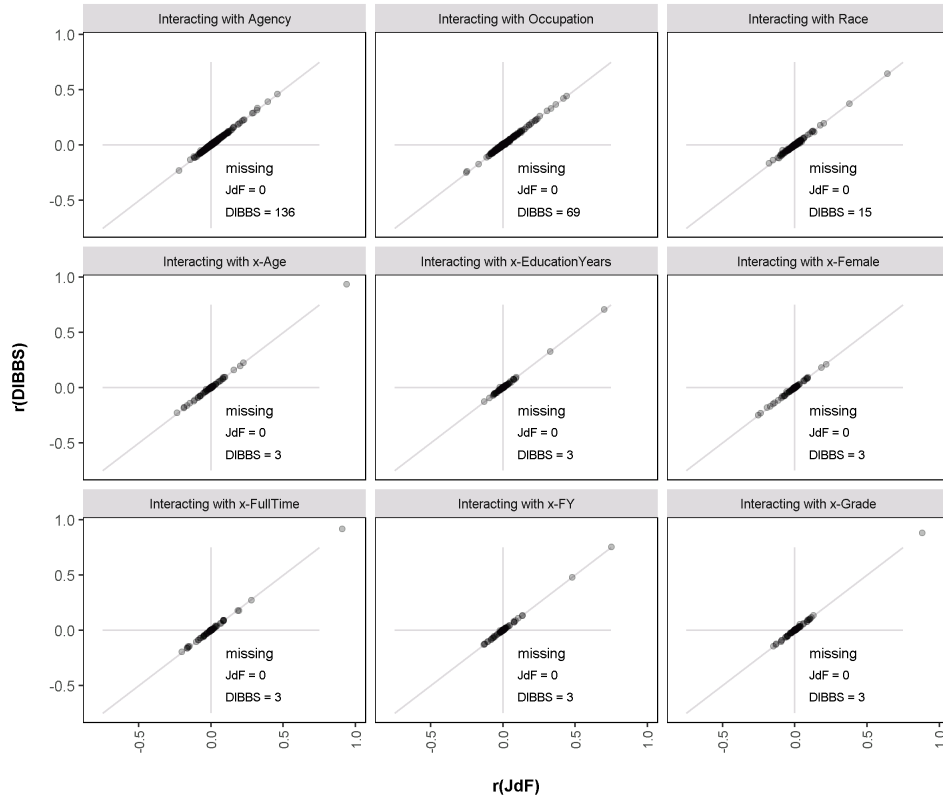 Interacting with Agency
Interacting with Occupation
Interacting with Race
1.0
0.5
0.0
-0.5
missing
JdF = 0
DIBBS = 136
missing
JdF = 0
DIBBS = 69
missing
JdF = 0
DIBBS = 15
Interacting with x-Age
Interacting with x-EducationYears
Interacting with x-Female
r(DIBBS)
1.0
0.5
0.0
-0.5
missing
JdF = 0
DIBBS = 3
missing
JdF = 0
DIBBS = 3
missing
JdF = 0
DIBBS = 3
Interacting with x-FullTime
Interacting with x-FY
Interacting with x-Grade
1.0
0.5
0.0
-0.5
missing
JdF = 0
DIBBS = 3
missing
JdF = 0
DIBBS = 3
missing
JdF = 0
DIBBS = 3
-0.5
0.0
0.5
1.0
-0.5
0.0
0.5
1.0
-0.5
0.0
0.5
1.0
r(JdF)